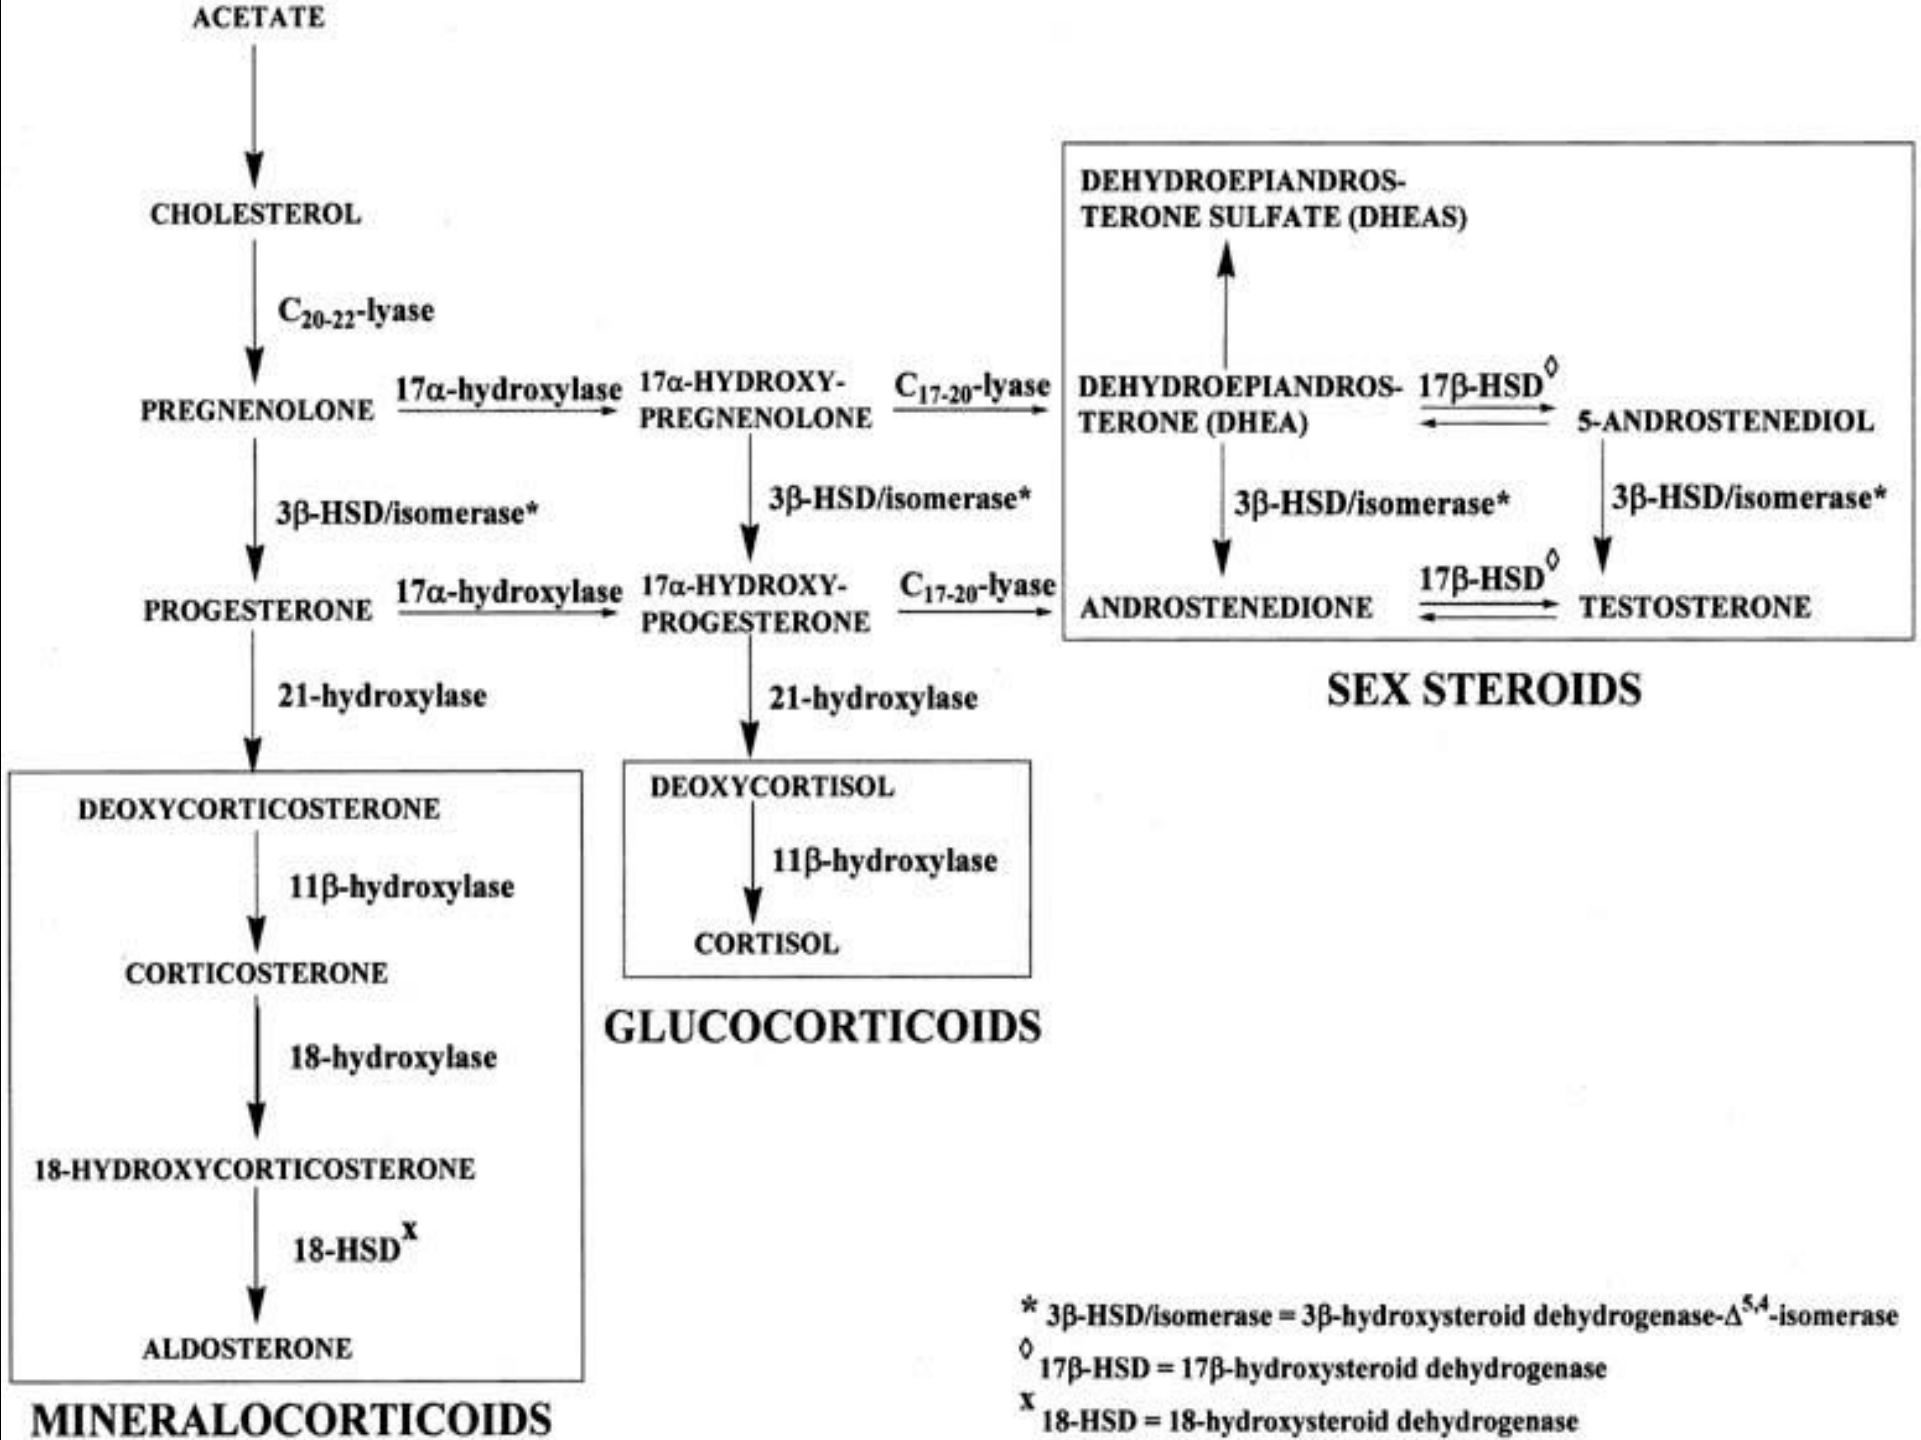 ACETATE
CHOLESTEROL
C20-22-lyase
PREGNENOLONE
17α-hydroxylase
17α-HYDROXY-
PREGNENOLONE
C17-20-lyase
DEHYDROEPIANDROS-
TERONE SULFATE (DHEAS)
DEHYDROEPIANDROS-
TERONE (DHEA)
17β-HSD◊
5-ANDROSTENEDIOL
3β-HSD/isomerase*
3β-HSD/isomerase*
3β-HSD/isomerase*
3β-HSD/isomerase*
PROGESTERONE
17α-hydroxylase
17α-HYDROXY-
PROGESTERONE
C17-20-lyase
ANDROSTENEDIONE
17β-HSD◊
TESTOSTERONE
SEX STEROIDS
21-hydroxylase
21-hydroxylase
DEOXYCORTICOSTERONE
11β-hydroxylase
CORTICOSTERONE
18-hydroxylase
18-HYDROXYCORTICOSTERONE
18-HSDx
ALDOSTERONE
MINERALOCORTICOIDS
DEOXYCORTISOL
11β-hydroxylase
CORTISOL
GLUCOCORTICOIDS
* 3β-HSD/isomerase = 3β-hydroxysteroid dehydrogenase-Δ5,4-isomerase
◊ 17β-HSD = 17β-hydroxysteroid dehydrogenase
x 18-HSD = 18-hydroxysteroid dehydrogenase